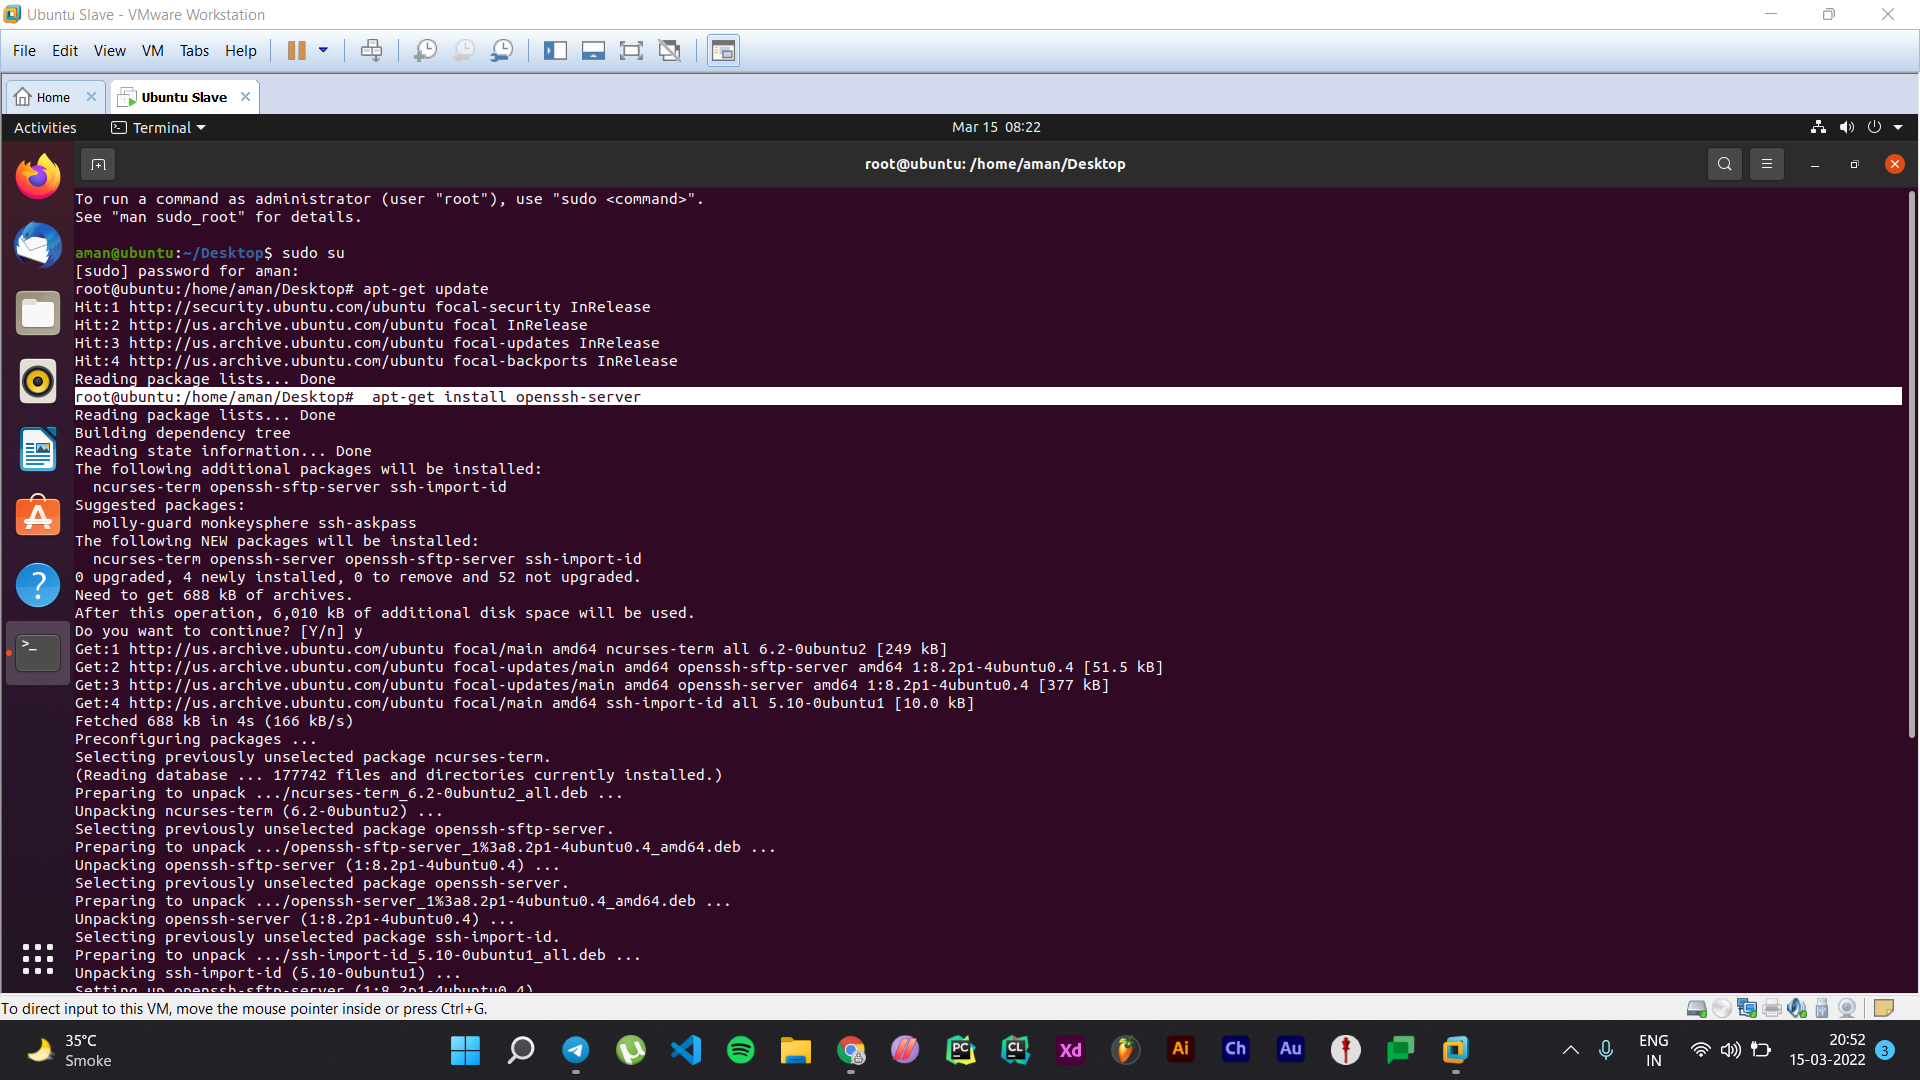 Ubuntu Slave - VMware Workstation
File Edit View VM Tabs Help
Home Ubuntu Slave
Activities Terminal Mar 15 08:22
root@ubuntu: /home/aman/Desktop
To run a command as administrator (user "root"), use "sudo <command>".
See "man sudo_root" for details.
aman@ubuntu:~/Desktop$ sudo su
[sudo] password for aman:
root@ubuntu:/home/aman/Desktop# apt-get update
Hit:1 http://security.ubuntu.com/ubuntu focal-security InRelease
Hit:2 http://us.archive.ubuntu.com/ubuntu focal InRelease
Hit:3 http://us.archive.ubuntu.com/ubuntu focal-updates InRelease
Hit:4 http://us.archive.ubuntu.com/ubuntu focal-backports InRelease
Reading package lists... Done
root@ubuntu:/home/aman/Desktop#  apt-get install openssh-server
Reading package lists... Done
Building dependency tree
Reading state information... Done
The following additional packages will be installed:
  ncurses-term openssh-sftp-server ssh-import-id
Suggested packages:
  molly-guard monkeysphere ssh-askpass
The following NEW packages will be installed:
  ncurses-term openssh-server openssh-sftp-server ssh-import-id
0 upgraded, 4 newly installed, 0 to remove and 52 not upgraded.
Need to get 688 kB of archives.
After this operation, 6,010 kB of additional disk space will be used.
Do you want to continue? [Y/n] y
Get:1 http://us.archive.ubuntu.com/ubuntu focal/main amd64 ncurses-term all 6.2-0ubuntu2 [249 kB]
Get:2 http://us.archive.ubuntu.com/ubuntu focal-updates/main amd64 openssh-sftp-server amd64 1:8.2p1-4ubuntu0.4 [51.5 kB]
Get:3 http://us.archive.ubuntu.com/ubuntu focal-updates/main amd64 openssh-server amd64 1:8.2p1-4ubuntu0.4 [377 kB]
Get:4 http://us.archive.ubuntu.com/ubuntu focal/main amd64 ssh-import-id all 5.10-0ubuntu1 [10.0 kB]
Fetched 688 kB in 4s (166 kB/s)
Preconfiguring packages ...
Selecting previously unselected package ncurses-term.
(Reading database ... 177742 files and directories currently installed.)
Preparing to unpack .../ncurses-term_6.2-0ubuntu2_all.deb ...
Unpacking ncurses-term (6.2-0ubuntu2) ...
Selecting previously unselected package openssh-sftp-server.
Preparing to unpack .../openssh-sftp-server_1%3a8.2p1-4ubuntu0.4_amd64.deb ...
Unpacking openssh-sftp-server (1:8.2p1-4ubuntu0.4) ...
Selecting previously unselected package openssh-server.
Preparing to unpack .../openssh-server_1%3a8.2p1-4ubuntu0.4_amd64.deb ...
Unpacking openssh-server (1:8.2p1-4ubuntu0.4) ...
Selecting previously unselected package ssh-import-id.
Preparing to unpack .../ssh-import-id_5.10-0ubuntu1_all.deb ...
Unpacking ssh-import-id (5.10-0ubuntu1) ...
Setting up openssh-sftp-server (1:8.2p1-4ubuntu0.4)
To direct input to this VM, move the mouse pointer inside or press Ctrl+G.
35°C
Smoke
PC CL Xd Ai Ch Au
ENG
IN
20:52
15-03-2022
3